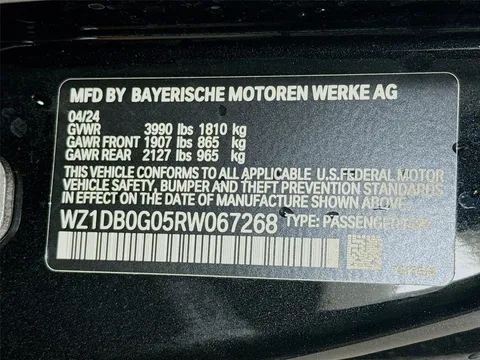 MFD BY BAYERISCHE MOTOREN WERKE AG
04/24
GVWR 3990 lbs 1810 kg
GAWR FRONT 1907 lbs 865 kg
GAWR REAR 2127 lbs 965 kg
THIS VEHICLE CONFORMS TO ALL APPLICABLE U.S.FEDERAL MOTOR
VEHICLE SAFETY, BUMPER AND THEFT PREVENTION STANDARDS IN
EFFECT ON THE DATE OF MANUFACTURE SHOWN ABOVE.
WZ1DB0G05RW067268 TYPE: PASSENGER CAR